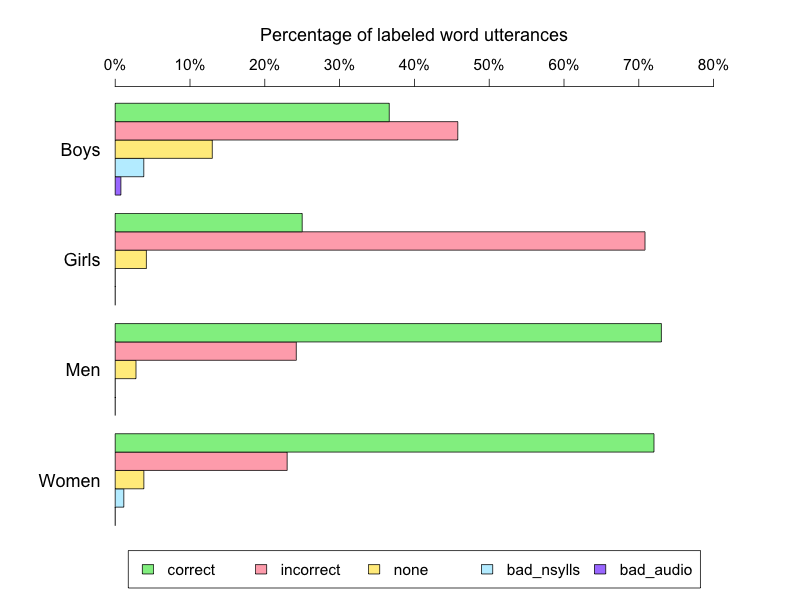 Percentage of labeled word utterances
0% 10% 20% 30% 40% 50% 60% 70% 80%
Boys
Girls
Men
Women
correct incorrect none bad_nsylls bad_audio